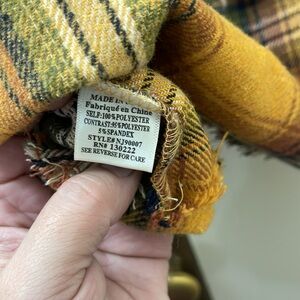 MADE IN
Fabriqué en Chine
SELF:100%POLYESTER
CONTRAST:95%POLYESTER
5%SPANDEX
STYLE# NJ90007
RN# 130222
SEE REVERSE FOR CARE